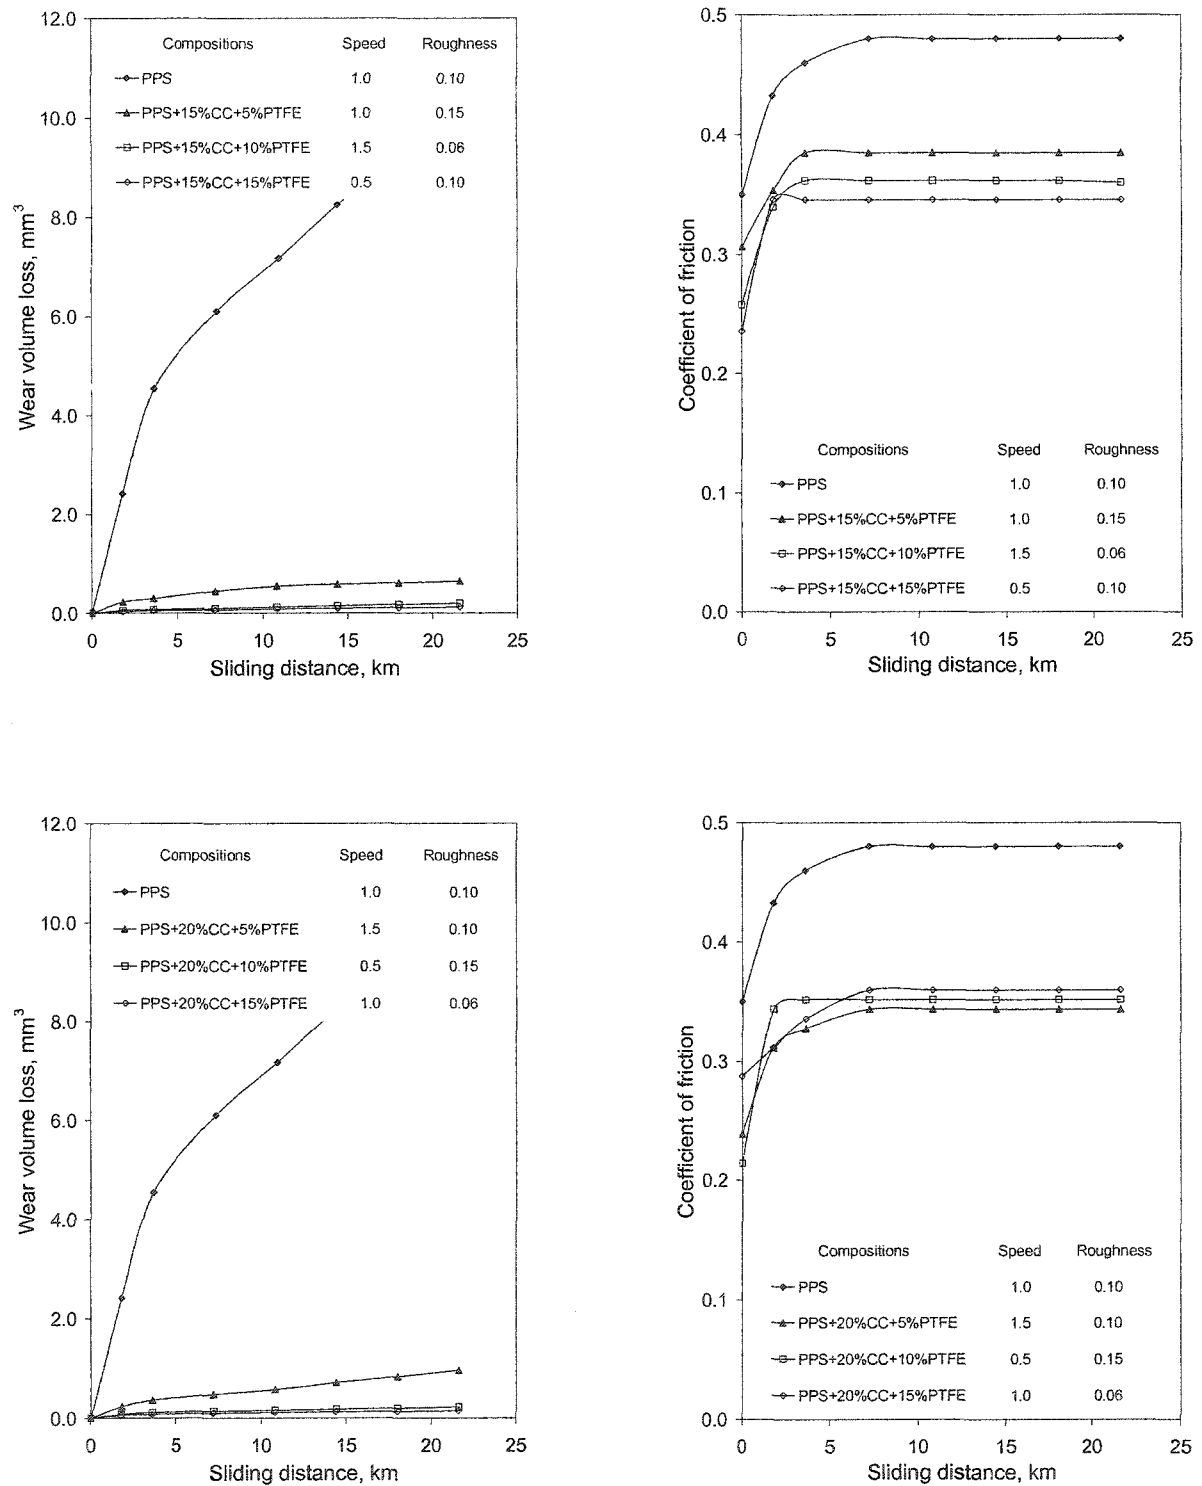 12.0
Compositions Speed Roughness
PPS 1.0 0.10
10.0
PPS+15%CC+5%PTFE 1.0 0.15
PPS+15%CC+10%PTFE 1.5 0.06
PPS+15%CC+15%PTFE 0.5 0.10
8.0
6.0
4.0
2.0
0.0
Wear volume loss, mm³
0 5 10 15 20 25
Sliding distance, km
0.5
0.4
0.3
0.2
Coefficient of friction
Compositions Speed Roughness
0.1
PPS 1.0 0.10
PPS+15%CC+5%PTFE 1.0 0.15
PPS+15%CC+10%PTFE 1.5 0.06
PPS+15%CC+15%PTFE 0.5 0.10
0.0
0 5 10 15 20 25
Sliding distance, km
12.0
Compositions Speed Roughness
PPS 1.0 0.10
10.0
PPS+20%CC+5%PTFE 1.5 0.10
PPS+20%CC+10%PTFE 0.5 0.15
PPS+20%CC+15%PTFE 1.0 0.06
8.0
6.0
4.0
2.0
0.0
Wear volume loss, mm³
0 5 10 15 20 25
Sliding distance, km
0.5
0.4
0.3
0.2
Coefficient of friction
Compositions Speed Roughness
PPS 1.0 0.10
0.1
PPS+20%CC+5%PTFE 1.5 0.10
PPS+20%CC+10%PTFE 0.5 0.15
PPS+20%CC+15%PTFE 1.0 0.06
0.0
0 5 10 15 20 25
Sliding distance, km